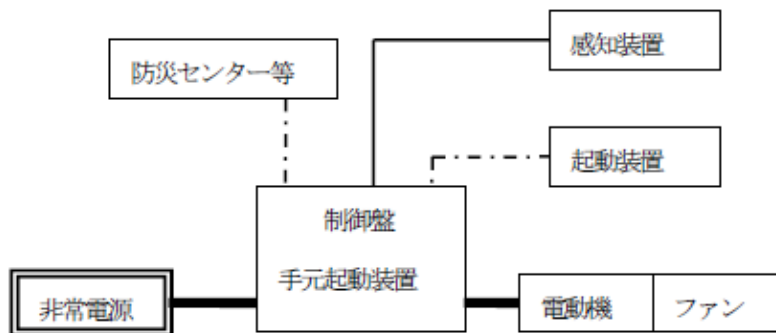 感知装置
防災センター等
起動装置
制御盤
手元起動装置
非常電源
電動機
ファン